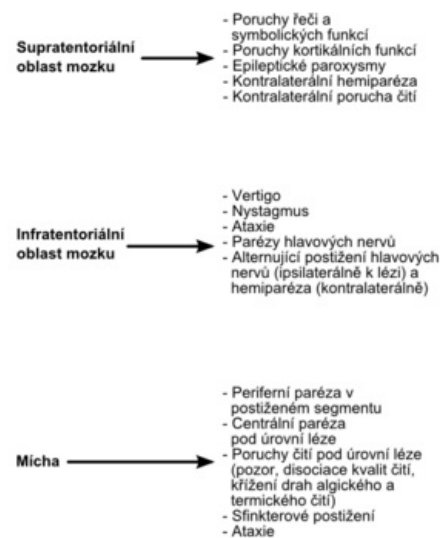 Supratentoriální
oblast mozku
- Poruchy řeči a
symbolických funkcí
- Poruchy kortikálních funkcí
- Epileptické paroxysmy
- Kontralaterální hemiparéza
- Kontralaterální porucha čití
Infratentoriální
oblast mozku
- Vertigo
- Nystagmus
- Ataxie
- Parézy hlavových nervů
- Alternující postižení hlavových
nervů (ipsilaterálně k lézi) a
hemiparéza (kontralaterálně)
Mícha
- Periferní paréza v
postiženém segmentu
- Centrální paréza
pod úrovní léze
- Poruchy čití pod úrovní léze
(pozor, disociace kvalit čití,
křížení drah algického a
termického čití)
- Sfinkterové postižení
- Ataxie